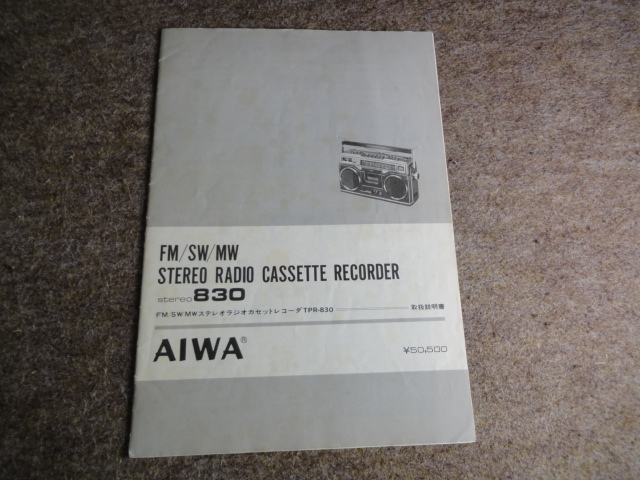 FM/SW/MW
STEREO RADIO CASSETTE RECORDER
stereo 830
FM/SW/MWステレオラジオカセットレコーダ TPR-830 取扱説明書
AIWA®
¥50,500